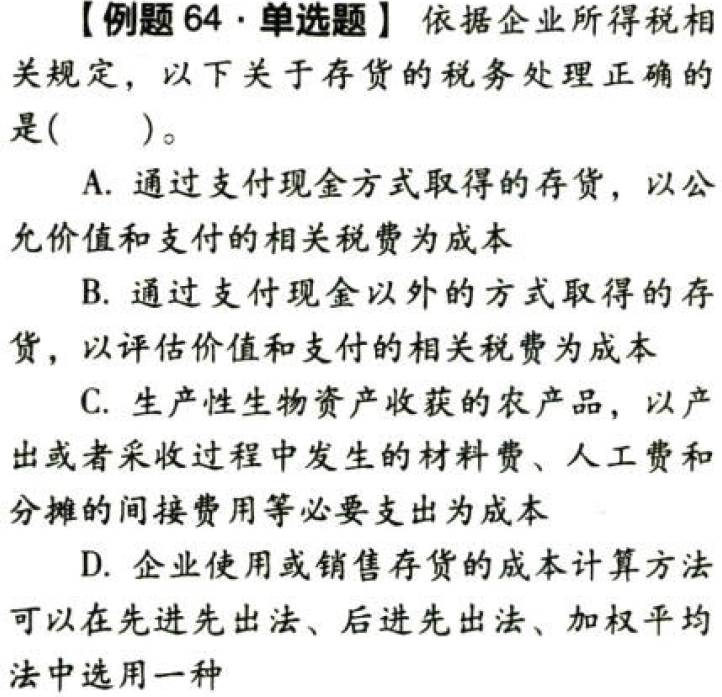 【例题 64·单选题】 依据企业所得税相
关规定，以下关于存货的税务处理正确的
是(　　)。
A. 通过支付现金方式取得的存货，以公
允价值和支付的相关税费为成本
B. 通过支付现金以外的方式取得的存
货，以评估价值和支付的相关税费为成本
C. 生产性生物资产收获的农产品，以产
出或者采收过程中发生的材料费、人工费和
分摊的间接费用等必要支出为成本
D. 企业使用或销售存货的成本计算方法
可以在先进先出法、后进先出法、加权平均
法中选用一种